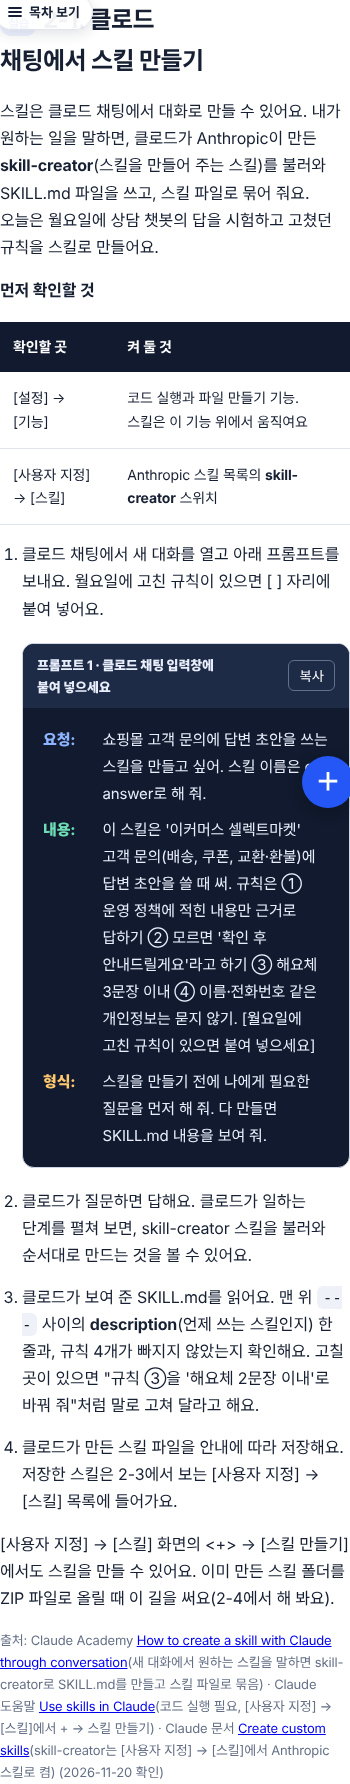 목차 보기
클로드
채팅에서 스킬 만들기
스킬은 클로드 채팅에서 대화로 만들 수 있어요. 내가
원하는 일을 말하면, 클로드가 Anthropic이 만든
skill-creator(스킬을 만들어 주는 스킬)를 불러와
SKILL.md 파일을 쓰고, 스킬 파일로 묶어 줘요.
오늘은 월요일에 상담 챗봇의 답을 시험하고 고쳤던
규칙을 스킬로 만들어요.
먼저 확인할 것
확인할 곳 켜 둘 것
[설정] → 코드 실행과 파일 만들기 기능.
[기능] 스킬은 이 기능 위에서 움직여요
[사용자 지정] Anthropic 스킬 목록의 skill-
→ [스킬] creator 스위치
1. 클로드 채팅에서 새 대화를 열고 아래 프롬프트를
보내요. 월요일에 고친 규칙이 있으면 [ ] 자리에
붙여 넣어요.
프롬프트 1 · 클로드 채팅 입력창에
붙여 넣으세요
복사
요청: 쇼핑몰 고객 문의에 답변 초안을 쓰는
스킬을 만들고 싶어. 스킬 이름은
answer로 해 줘.
내용: 이 스킬은 '이커머스 셀렉트마켓'
고객 문의(배송, 쿠폰, 교환·환불)에
답변 초안을 쓸 때 써. 규칙은 ①
운영 정책에 적힌 내용만 근거로
답하기 ② 모르면 '확인 후
안내드릴게요'라고 하기 ③ 해요체
3문장 이내 ④ 이름·전화번호 같은
개인정보는 묻지 않기. [월요일에
고친 규칙이 있으면 붙여 넣으세요]
형식: 스킬을 만들기 전에 나에게 필요한
질문을 먼저 해 줘. 다 만들면
SKILL.md 내용을 보여 줘.
2. 클로드가 질문하면 답해요. 클로드가 일하는
단계를 펼쳐 보면, skill-creator 스킬을 불러와
순서대로 만드는 것을 볼 수 있어요.
3. 클로드가 보여 준 SKILL.md를 읽어요. 맨 위 --
- 사이의 description(언제 쓰는 스킬인지) 한
줄과, 규칙 4개가 빠지지 않았는지 확인해요. 고칠
곳이 있으면 "규칙 ③을 '해요체 2문장 이내'로
바꿔 줘"처럼 말로 고쳐 달라고 해요.
4. 클로드가 만든 스킬 파일을 안내에 따라 저장해요.
저장한 스킬은 2-3에서 보는 [사용자 지정] →
[스킬] 목록에 들어가요.
[사용자 지정] → [스킬] 화면의 <+> → [스킬 만들기]
에서도 스킬을 만들 수 있어요. 이미 만든 스킬 폴더를
ZIP 파일로 올릴 때 이 길을 써요(2-4에서 해 봐요).
출처: Claude Academy How to create a skill with Claude
through conversation(새 대화에서 원하는 스킬을 말하면 skill-
creator로 SKILL.md를 만들고 스킬 파일로 묶음) · Claude
도움말 Use skills in Claude(코드 실행 필요, [사용자 지정] →
[스킬]에서 + → 스킬 만들기) · Claude 문서 Create custom
skills(skill-creator는 [사용자 지정] → [스킬]에서 Anthropic
스킬로 켬) (2026-11-20 확인)